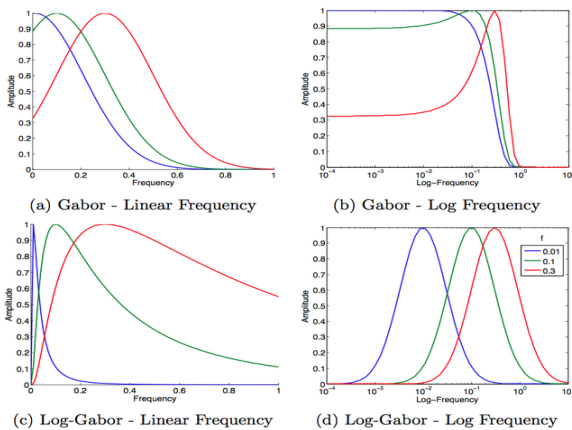 Amplitude
1
0.9
0.8
0.7
0.6
0.5
0.4
0.3
0.2
0.1
0
0 0.2 0.4 0.6 0.8 1
Frequency
(a) Gabor - Linear Frequency
Amplitude
1
0.9
0.8
0.7
0.6
0.5
0.4
0.3
0.2
0.1
0
10⁻⁴ 10⁻³ 10⁻² 10⁻¹ 10⁰ 10¹
Log−Frequency
(b) Gabor - Log Frequency
Amplitude
1
0.9
0.8
0.7
0.6
0.5
0.4
0.3
0.2
0.1
0
0 0.2 0.4 0.6 0.8 1
Frequency
(c) Log-Gabor - Linear Frequency
Amplitude
1
0.9
0.8
0.7
0.6
0.5
0.4
0.3
0.2
0.1
0
f
0.01
0.1
0.3
10⁻⁴ 10⁻³ 10⁻² 10⁻¹ 10⁰ 10¹
Log−Frequency
(d) Log-Gabor - Log Frequency